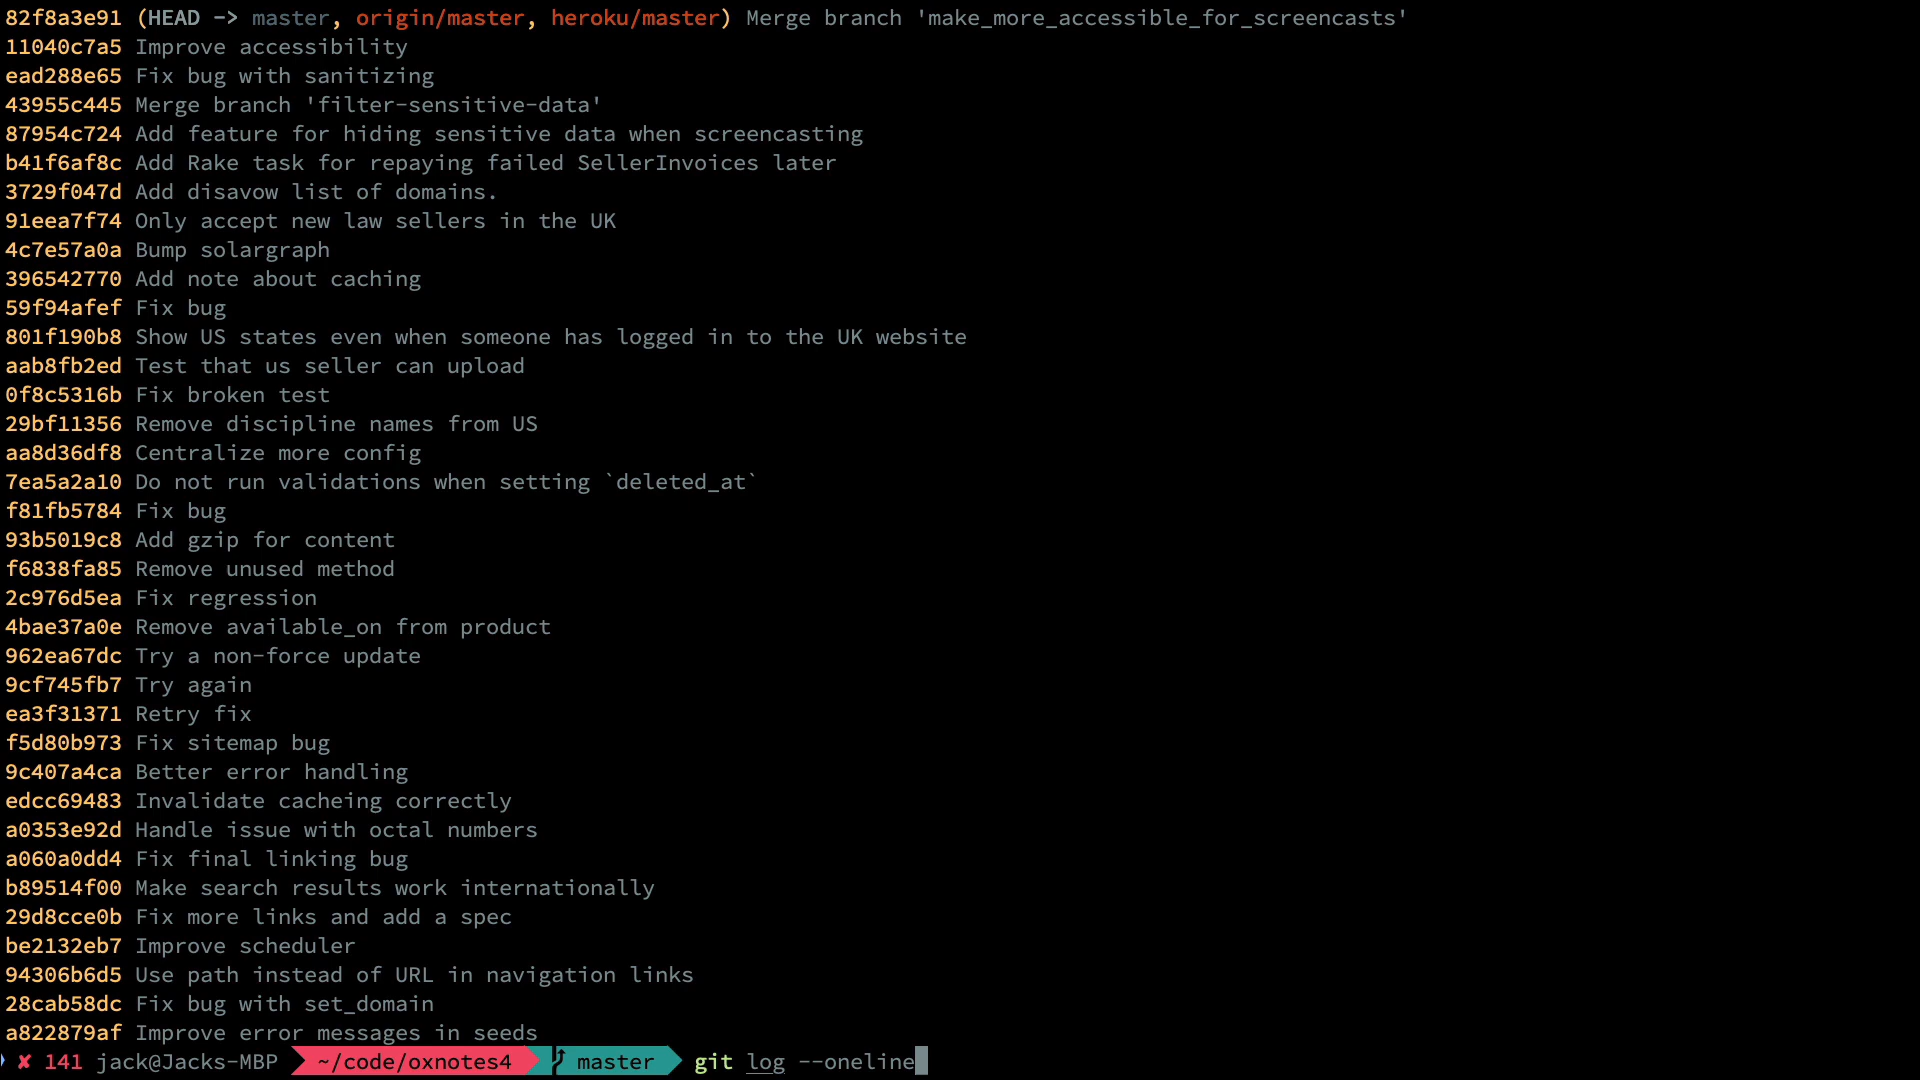 82f8a3e91 (HEAD -> master, origin/master, heroku/master) Merge branch 'make_more_accessible_for_screencasts'
11040c7a5 Improve accessibility
ead288e65 Fix bug with sanitizing
43955c445 Merge branch 'filter-sensitive-data'
87954c724 Add feature for hiding sensitive data when screencasting
b41f6af8c Add Rake task for repaying failed SellerInvoices later
3729f047d Add disavow list of domains.
91eea7f74 Only accept new law sellers in the UK
4c7e57a0a Bump solargraph
396542770 Add note about caching
59f94afef Fix bug
801f190b8 Show US states even when someone has logged in to the UK website
aab8fb2ed Test that us seller can upload
0f8c5316b Fix broken test
29bf11356 Remove discipline names from US
aa8d36df8 Centralize more config
7ea5a2a10 Do not run validations when setting `deleted_at`
f81fb5784 Fix bug
93b5019c8 Add gzip for content
f6838fa85 Remove unused method
2c976d5ea Fix regression
4bae37a0e Remove available_on from product
962ea67dc Try a non-force update
9cf745fb7 Try again
ea3f31371 Retry fix
f5d80b973 Fix sitemap bug
9c407a4ca Better error handling
edcc69483 Invalidate cacheing correctly
a0353e92d Handle issue with octal numbers
a060a0dd4 Fix final linking bug
b89514f00 Make search results work internationally
29d8cce0b Fix more links and add a spec
be2132eb7 Improve scheduler
94306b6d5 Use path instead of URL in navigation links
28cab58dc Fix bug with set_domain
a822879af Improve error messages in seeds
✘ 141 jack@Jacks-MBP ~/code/oxnotes4 master git log --oneline